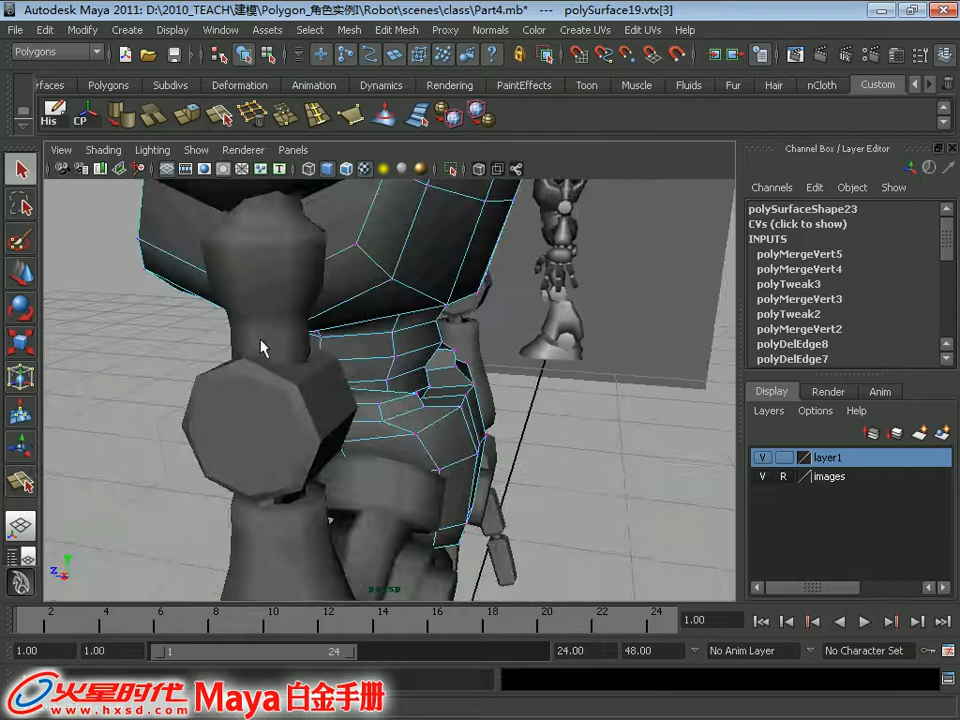 Autodesk Maya 2011: D:\2010_TEACH\建模\Polygon_角色实例\Robot\scenes\class\Part4.mb* --- polySurface19.vtx[3]
File Edit Modify Create Display Window Assets Select Mesh Edit Mesh Proxy Normals Color Create UVs Edit UVs Help
Polygons
rfaces Polygons Subdivs Deformation Animation Dynamics Rendering PaintEffects Toon Muscle Fluids Fur Hair nCloth Custom
His CP
View Shading Lighting Show Renderer Panels
Channel Box / Layer Editor
Channels Edit Object Show
polySurfaceShape23
CVs (click to show)
INPUTS
polyMergeVert5
polyMergeVert4
polyTweak3
polyMergeVert3
polyTweak2
polyMergeVert2
polyDelEdge8
polyDelEdge7
Display Render Anim
Layers Options Help
V layer1
V R images
Y
Z
persp
2 4 6 8 10 12 14 16 18 20 22 24
1.00
1.00 1.00 1 24 24.00 48.00 No Anim Layer No Character Set
火星时代 www.hxsd.com Maya 白金手册